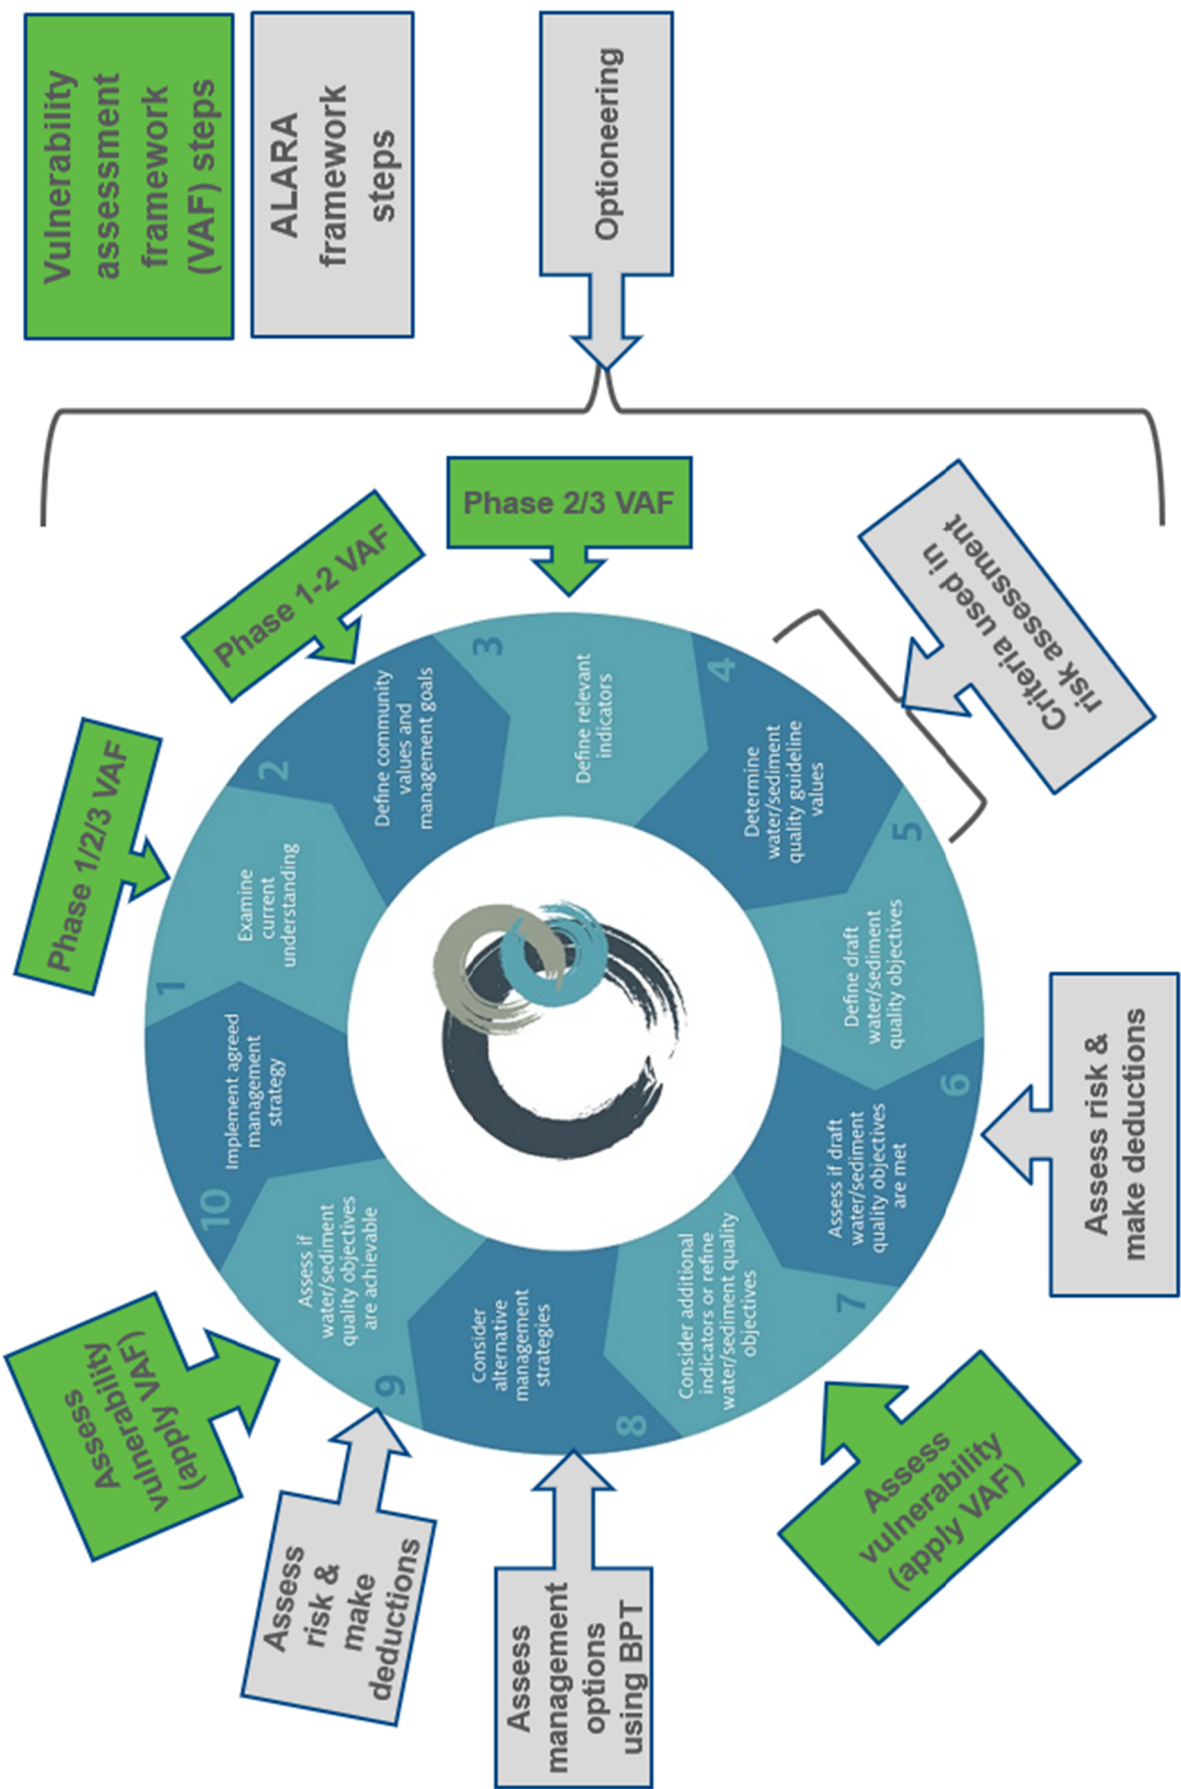 Vulnerability
assessment
framework
(VAF) steps
ALARA
framework
steps
Optioneering
Phase 1/2/3 VAF
Phase 1-2 VAF
Phase 2/3 VAF
Criteria used in
risk assessment
Assess risk &
make deductions
Assess
vulnerability
(apply VAF)
Assess
management
options
using BPT
Assess
risk &
make
deductions
Assess
vulnerability
(apply VAF)
1
Examine
current
understanding
2
Define community
values and
management goals
3
Define relevant
indicators
4
Determine
water/sediment
quality guideline
values
5
Define draft
water/sediment
quality objectives
6
Assess if draft
water/sediment
quality objectives
are met
7
Consider additional
indicators or refine
water/sediment quality
objectives
8
Consider
alternative
management
strategies
9
Assess if
water/sediment
quality objectives
are achievable
10
Implement agreed
management
strategy